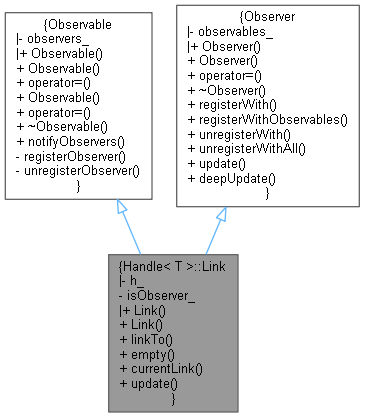 {Observable
|- observers_
|+ Observable()
+ Observable()
+ operator=()
+ Observable()
+ operator=()
+ ~Observable()
+ notifyObservers()
- registerObserver()
- unregisterObserver()
}
{Observer
|- observables_
|+ Observer()
+ Observer()
+ operator=()
+ ~Observer()
+ registerWith()
+ registerWithObservables()
+ unregisterWith()
+ unregisterWithAll()
+ update()
+ deepUpdate()
}
{Handle< T >::Link
|- h_
- isObserver_
|+ Link()
+ Link()
+ linkTo()
+ empty()
+ currentLink()
+ update()
}